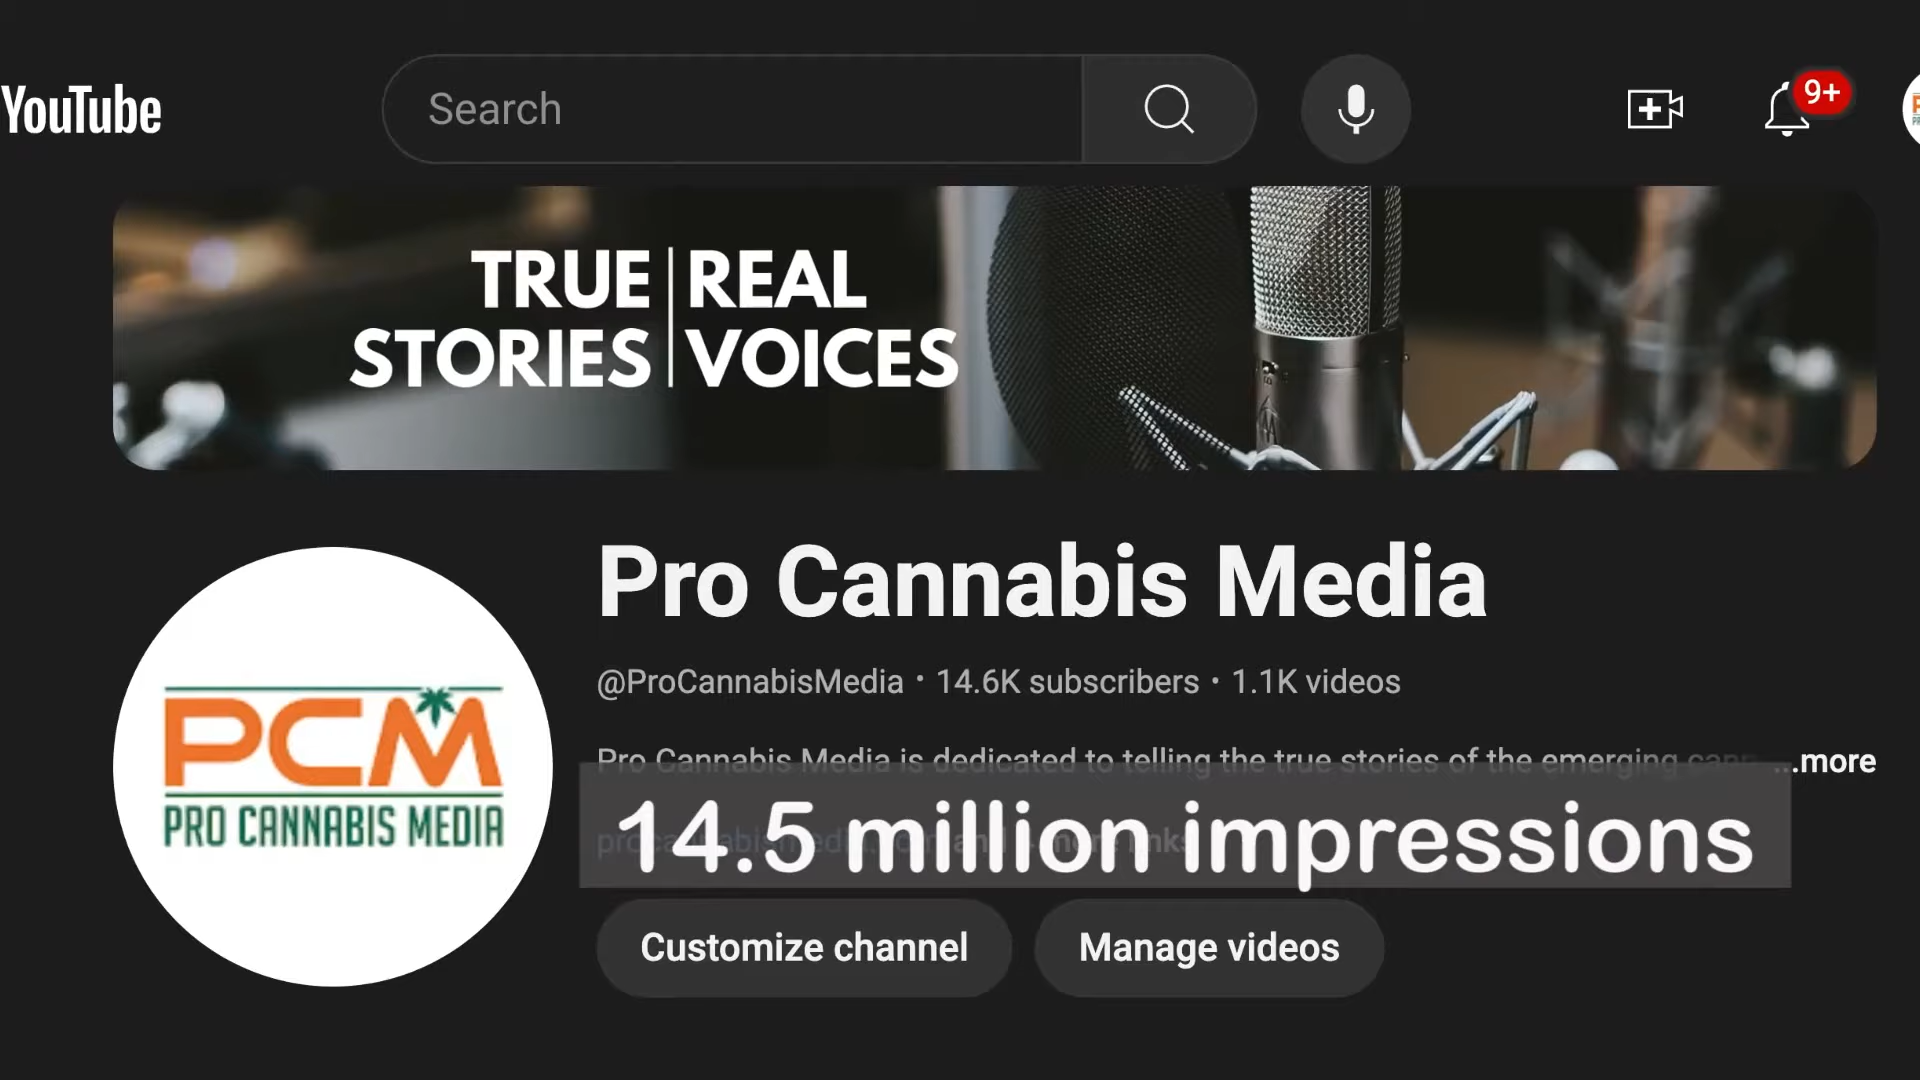 YouTube
Search
9+
TRUE REAL
STORIES VOICES
Pro Cannabis Media
@ProCannabisMedia • 14.6K subscribers • 1.1K videos
Pro Cannabis Media is dedicated to telling the true stories of the emerging
...more
14.5 million impressions
Customize channel
Manage videos
PCM
PRO CANNABIS MEDIA